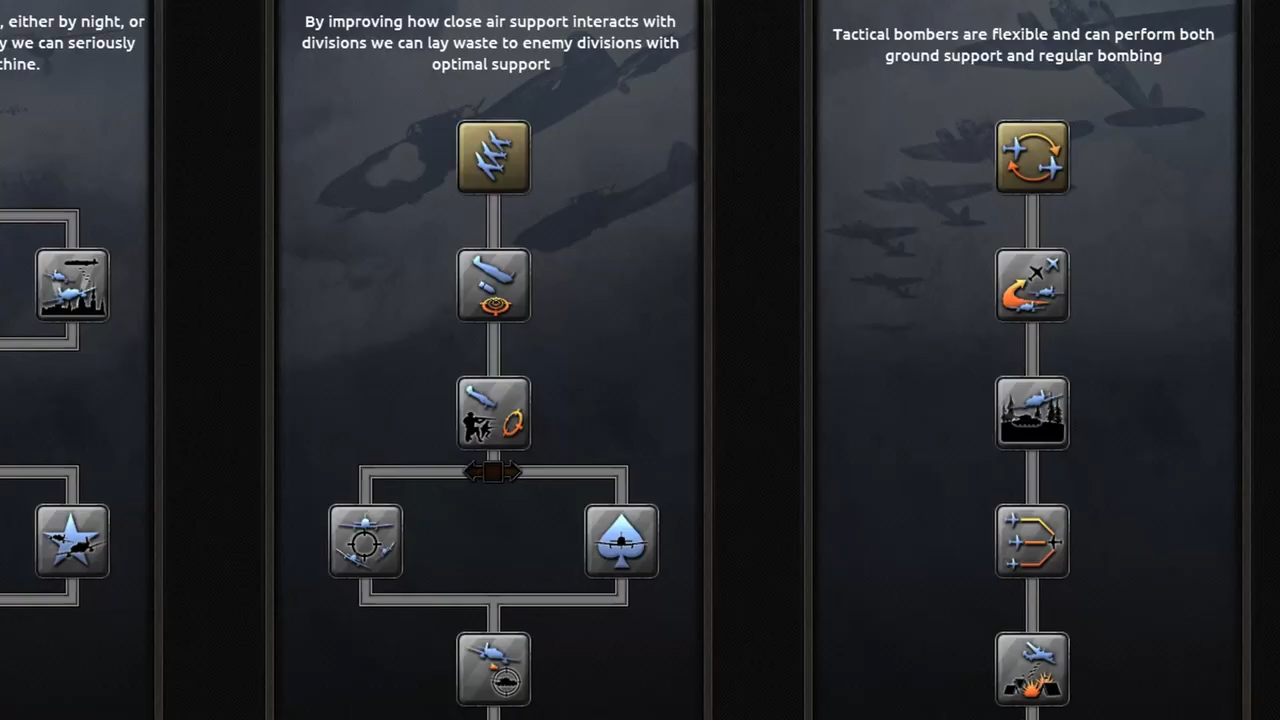 , either by night, or
y we can seriously
chine.
By improving how close air support interacts with
divisions we can lay waste to enemy divisions with
optimal support
Tactical bombers are flexible and can perform both
ground support and regular bombing